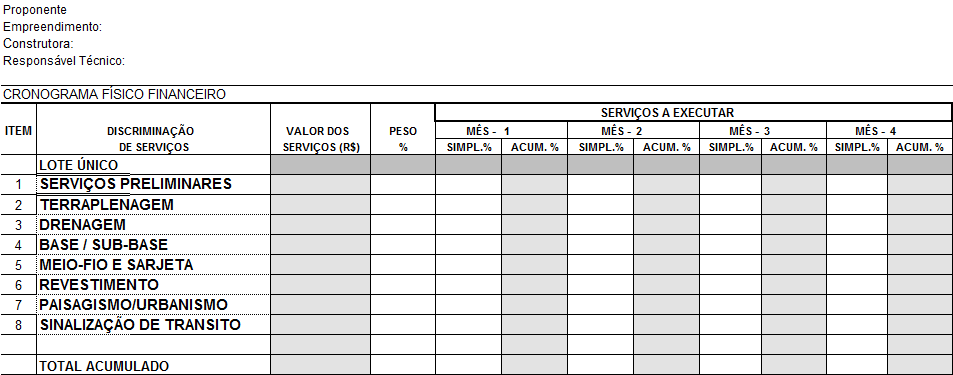 Proponente
Empreendimento:
Construtora:
Responsável Técnico:
CRONOGRAMA FÍSICO FINANCEIRO
SERVIÇOS A EXECUTAR
ITEM DISCRIMINAÇÃO DE SERVIÇOS VALOR DOS SERVIÇOS (R$) PESO % MÊS - 1 MÊS - 2 MÊS - 3 MÊS - 4
SIMPL.% ACUM. % SIMPL.% ACUM. % SIMPL.% ACUM. % SIMPL.% ACUM. %
LOTE ÚNICO
1 SERVIÇOS PRELIMINARES
2 TERRAPLENAGEM
3 DRENAGEM
4 BASE / SUB-BASE
5 MEIO-FIO E SARJETA
6 REVESTIMENTO
7 PAISAGISMO/URBANISMO
8 SINALIZAÇÃO DE TRANSITO
TOTAL ACUMULADO